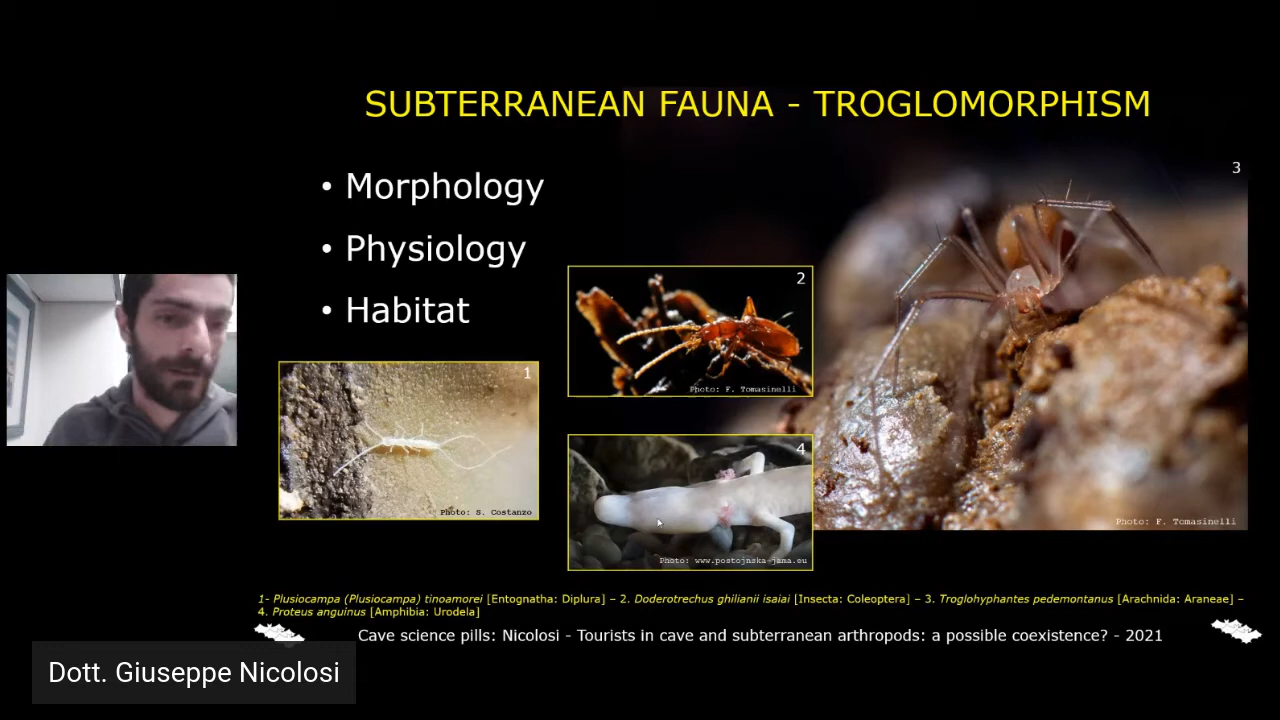 SUBTERRANEAN FAUNA - TROGLOMORPHISM
• Morphology
• Physiology
• Habitat
3
2
Photo: F. Tomasinelli
1
Photo: S. Costanzo
4
Photo: www.postojnska-jama.eu
Photo: F. Tomasinelli
1- Plusiocampa (Plusiocampa) tinoamorei [Entognatha: Diplura] – 2. Doderotrechus ghilianii isaiai [Insecta: Coleoptera] – 3. Troglohyphantes pedemontanus [Arachnida: Araneae] –
4. Proteus anguinus [Amphibia: Urodela]
Cave science pills: Nicolosi - Tourists in cave and subterranean arthropods: a possible coexistence? - 2021
Dott. Giuseppe Nicolosi